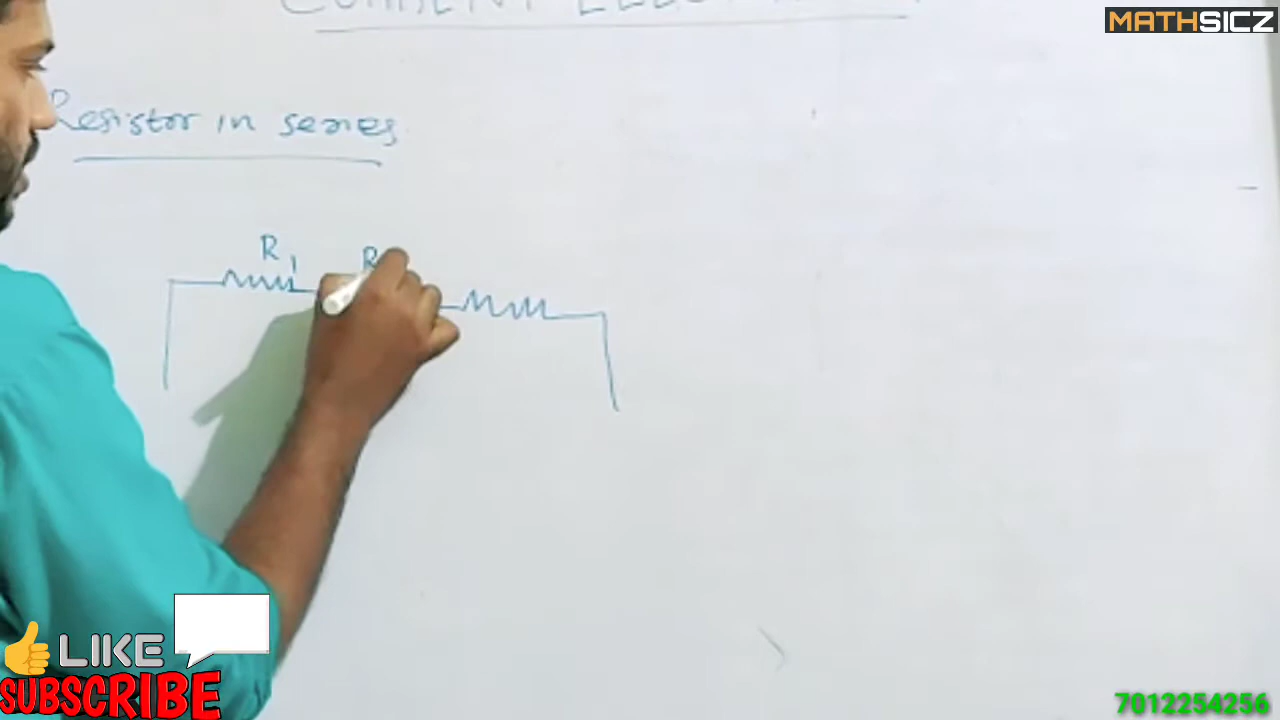 MATHSICZ
Resistor in series
R1 R
LIKE
SUBSCRIBE
7012254256